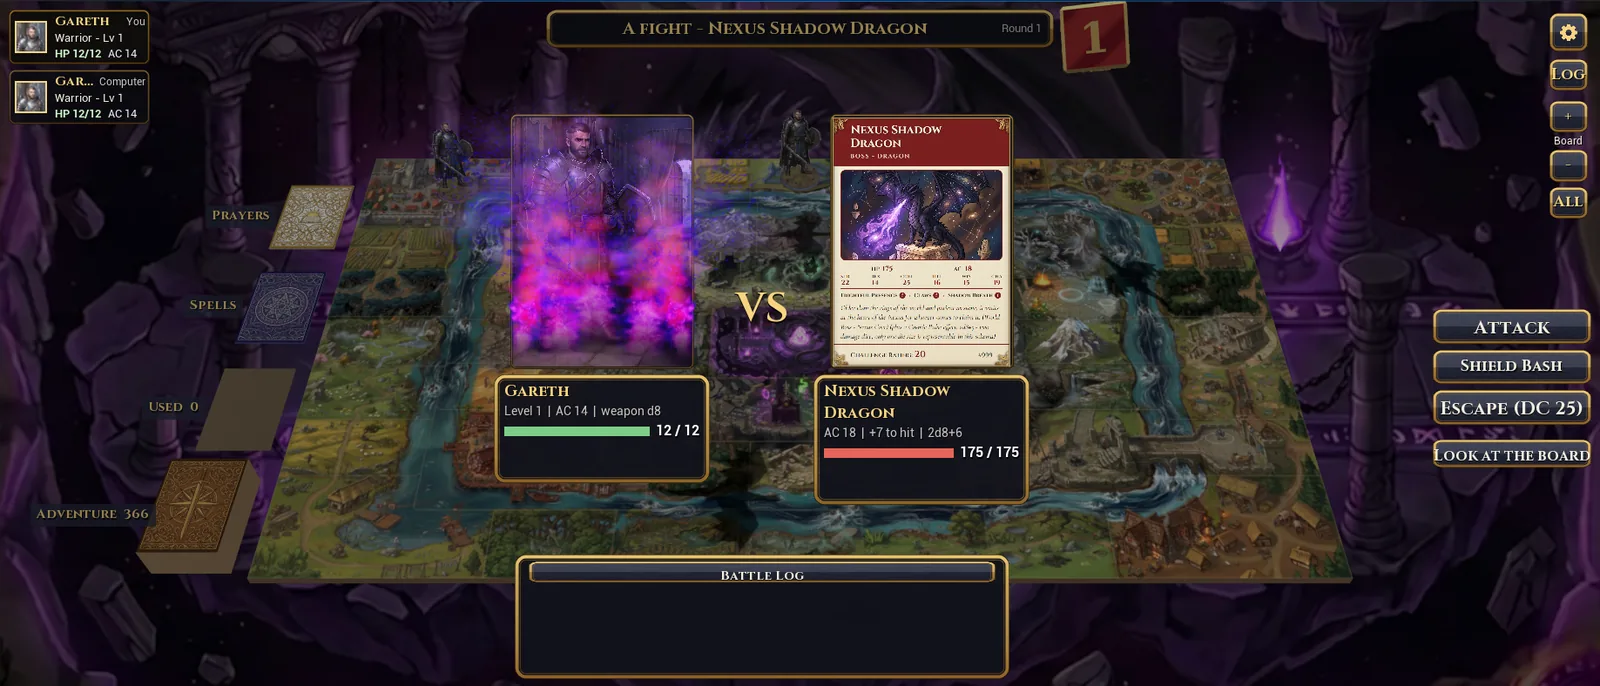 GARETH You
Warrior - Lv 1
HP 12/12 AC 14
GAR... Computer
Warrior - Lv 1
HP 12/12 AC 14
A FIGHT - NEXUS SHADOW DRAGON Round 1
1
LOG
+
Board
-
ALL
PRAYERS
SPELLS
USED 0
ADVENTURE 366
VS
NEXUS SHADOW
DRAGON
BOSS - DRAGON
HP 175 AC 18
22 14 25 16 15 19
CHALLENGE RATING 20 #999
GARETH
Level 1 | AC 14 | weapon d8
12 / 12
NEXUS SHADOW
DRAGON
AC 18 | +7 to hit | 2d8+6
175 / 175
ATTACK
SHIELD BASH
ESCAPE (DC 25)
LOOK AT THE BOARD
BATTLE LOG